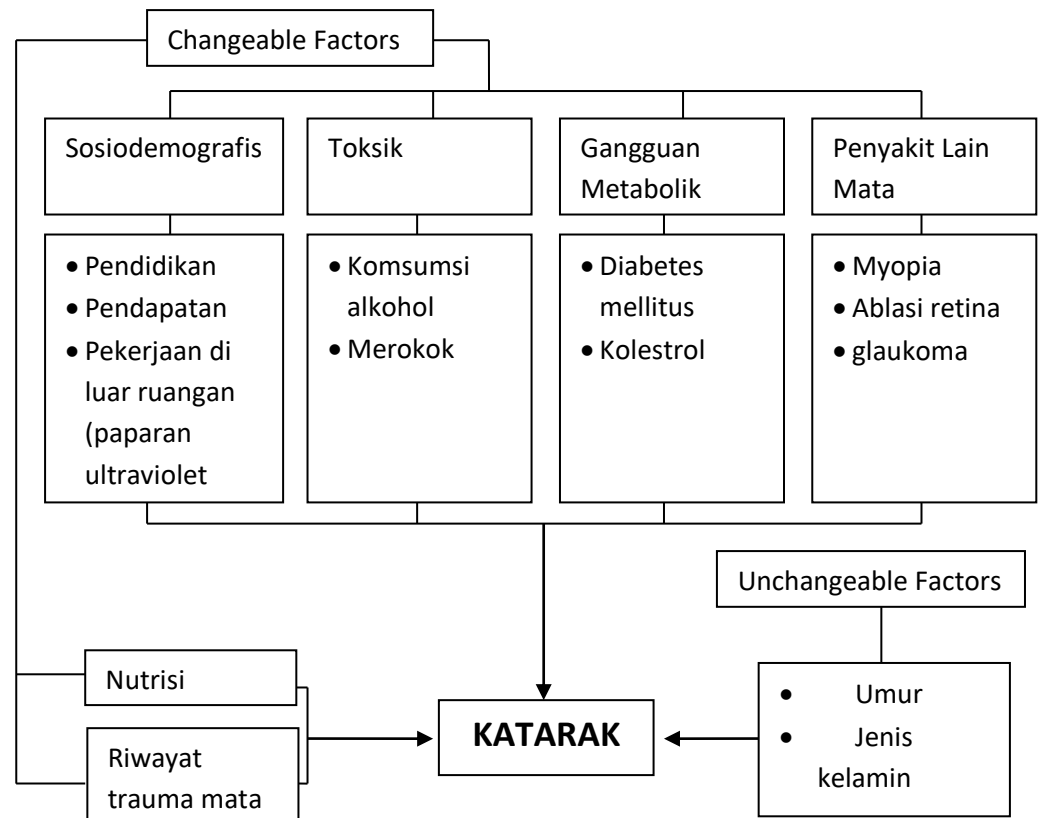 Changeable Factors
Sosiodemografis
Toksik
Gangguan
Metabolik
Penyakit Lain
Mata
• Pendidikan
• Pendapatan
• Pekerjaan di
luar ruangan
(paparan
ultraviolet
• Komsumsi
alkohol
• Merokok
• Diabetes
mellitus
• Kolestrol
• Myopia
• Ablasi retina
• glaukoma
Unchangeable Factors
Nutrisi
Riwayat
trauma mata
KATARAK
• Umur
• Jenis
kelamin